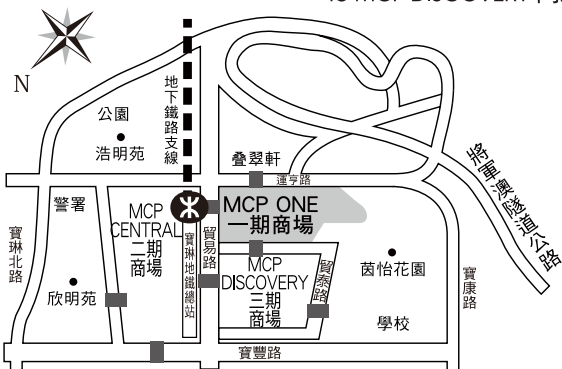 N
地下鐵路支線
公園
浩明苑
叠翠軒
運亨路
將軍澳隧道公路
警署
MCP
CENTRAL
二期
商場
MCP ONE
一期商場
寶琳北路
寶琳地鐵總站
貿易路
MCP
DISCOVERY
三期
商場
貿泰路
茵怡花園
寶康路
欣明苑
學校
寶豐路